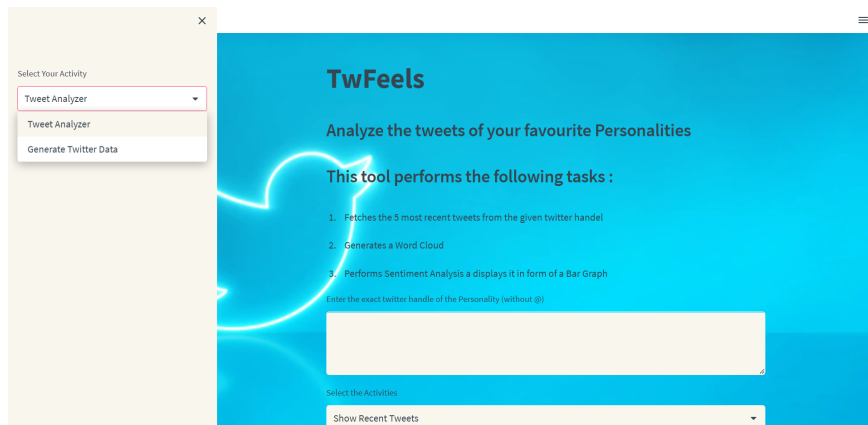 Select Your Activity
Tweet Analyzer
Tweet Analyzer
Generate Twitter Data
TwFeels
Analyze the tweets of your favourite Personalities
This tool performs the following tasks :
1. Fetches the 5 most recent tweets from the given twitter handel
2. Generates a Word Cloud
3. Performs Sentiment Analysis a displays it in form of a Bar Graph
Enter the exact twitter handle of the Personality (without @)
Select the Activities
Show Recent Tweets